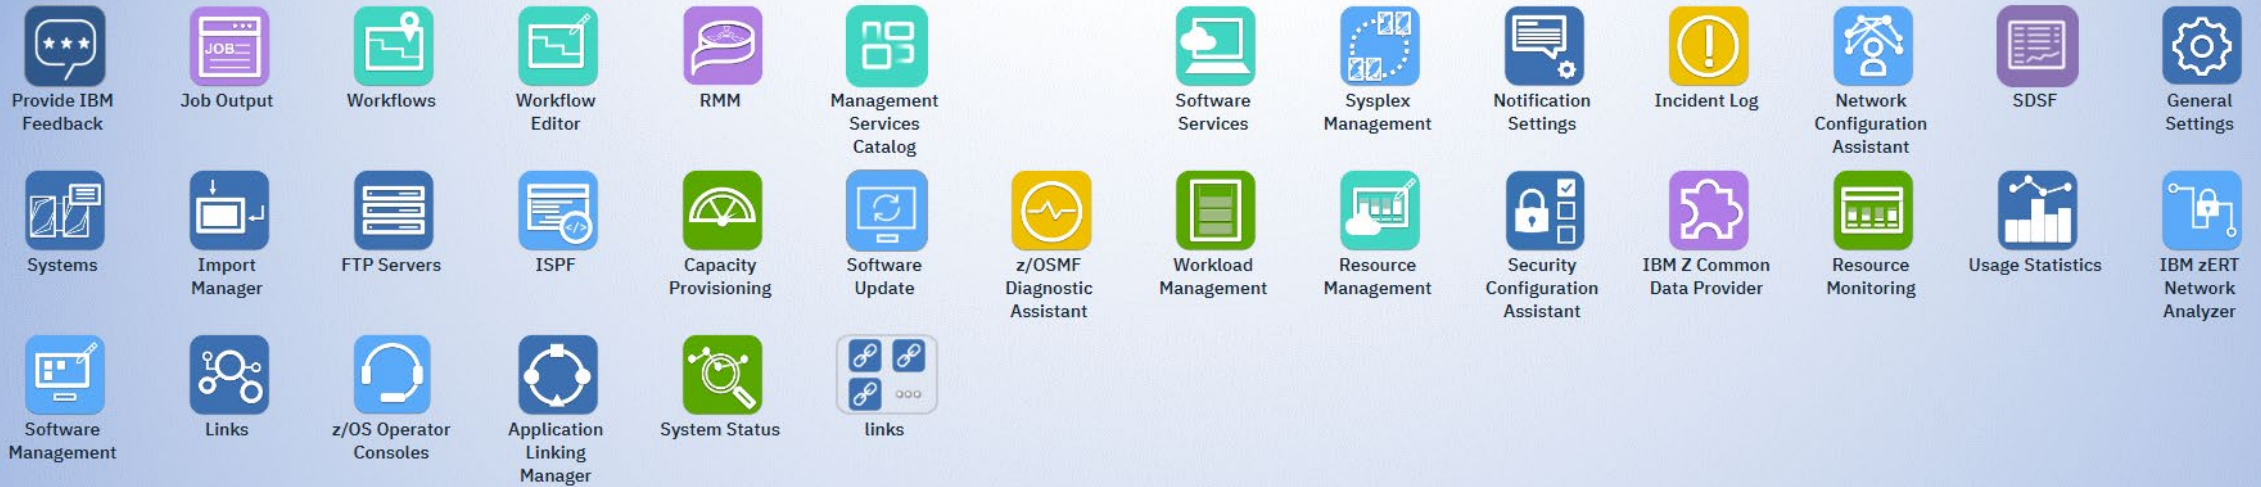 JOB
Provide IBM
Feedback
Job Output
Workflows
Workflow
Editor
RMM
Management
Services
Catalog
Software
Services
Sysplex
Management
Notification
Settings
Incident Log
Network
Configuration
Assistant
SDSF
General
Settings
</>
Systems
Import
Manager
FTP Servers
ISPF
Capacity
Provisioning
Software
Update
z/OSMF
Diagnostic
Assistant
Workload
Management
Resource
Management
Security
Configuration
Assistant
IBM Z Common
Data Provider
Resource
Monitoring
Usage Statistics
IBM zERT
Network
Analyzer
Software
Management
Links
z/OS Operator
Consoles
Application
Linking
Manager
System Status
links